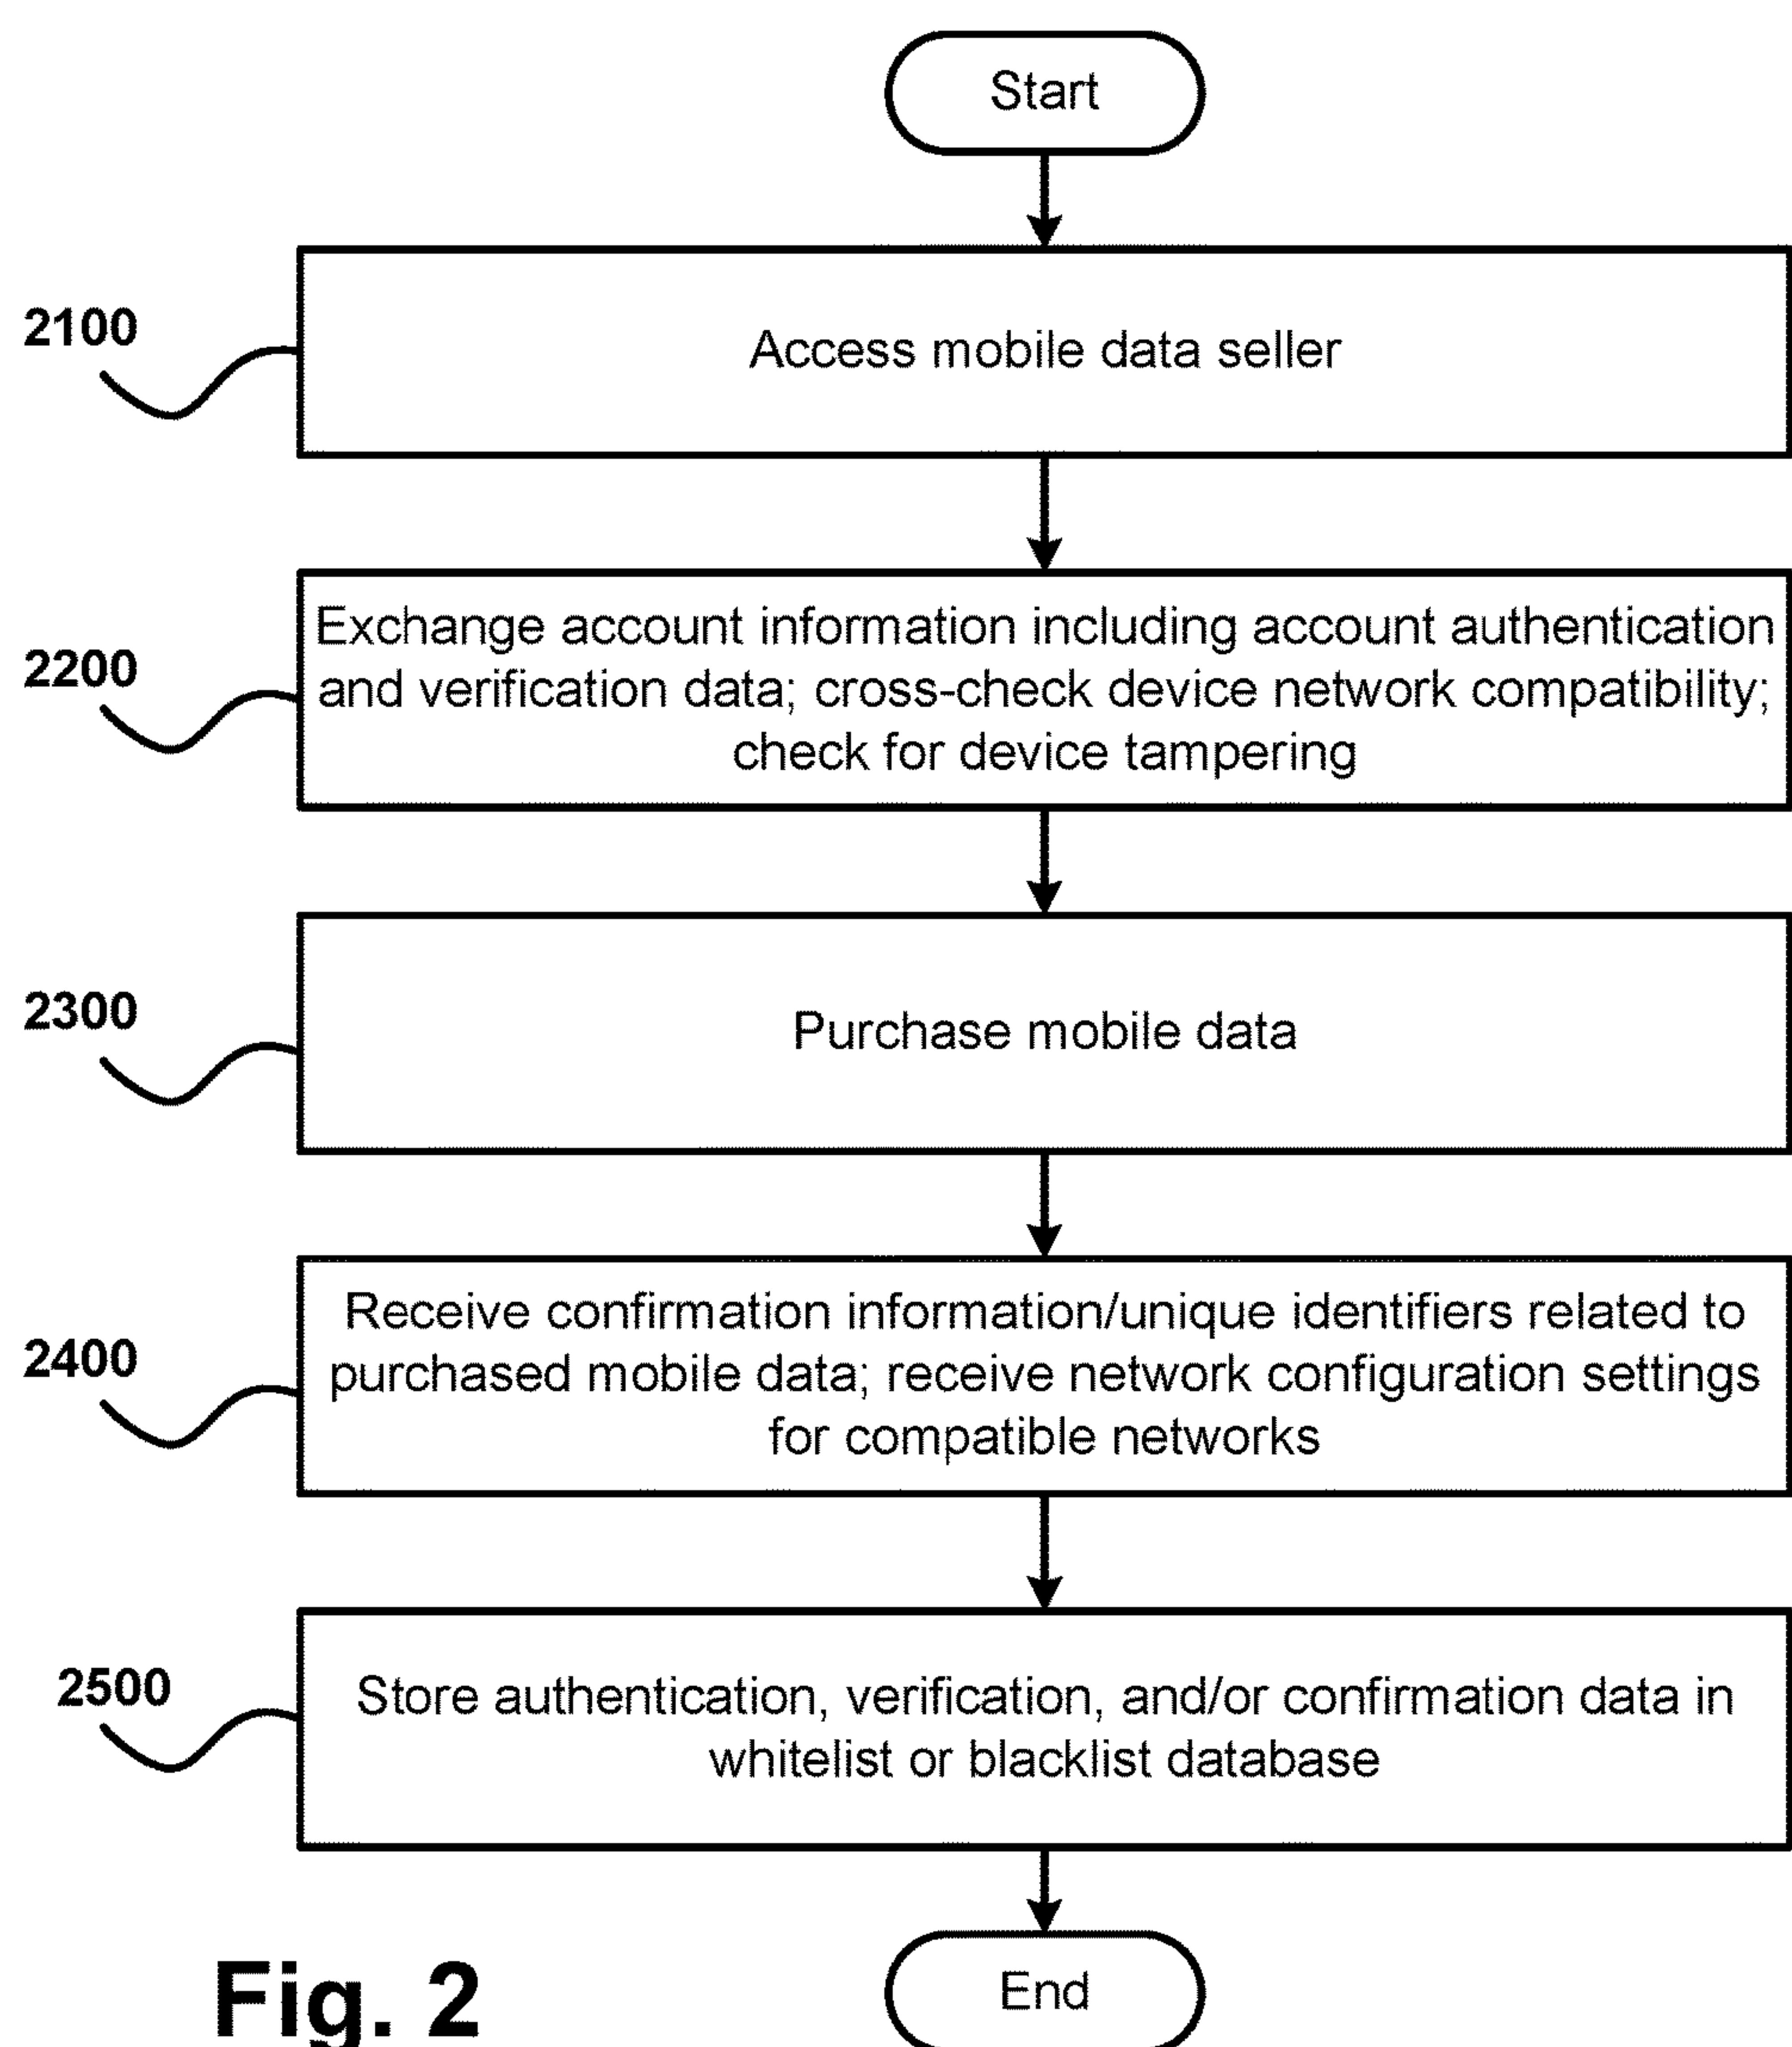 Start
2100
Access mobile data seller
2200
Exchange account information including account authentication
and verification data; cross-check device network compatibility;
check for device tampering
2300
Purchase mobile data
2400
Receive confirmation information/unique identifiers related to
purchased mobile data; receive network configuration settings
for compatible networks
2500
Store authentication, verification, and/or confirmation data in
whitelist or blacklist database
End
Fig. 2